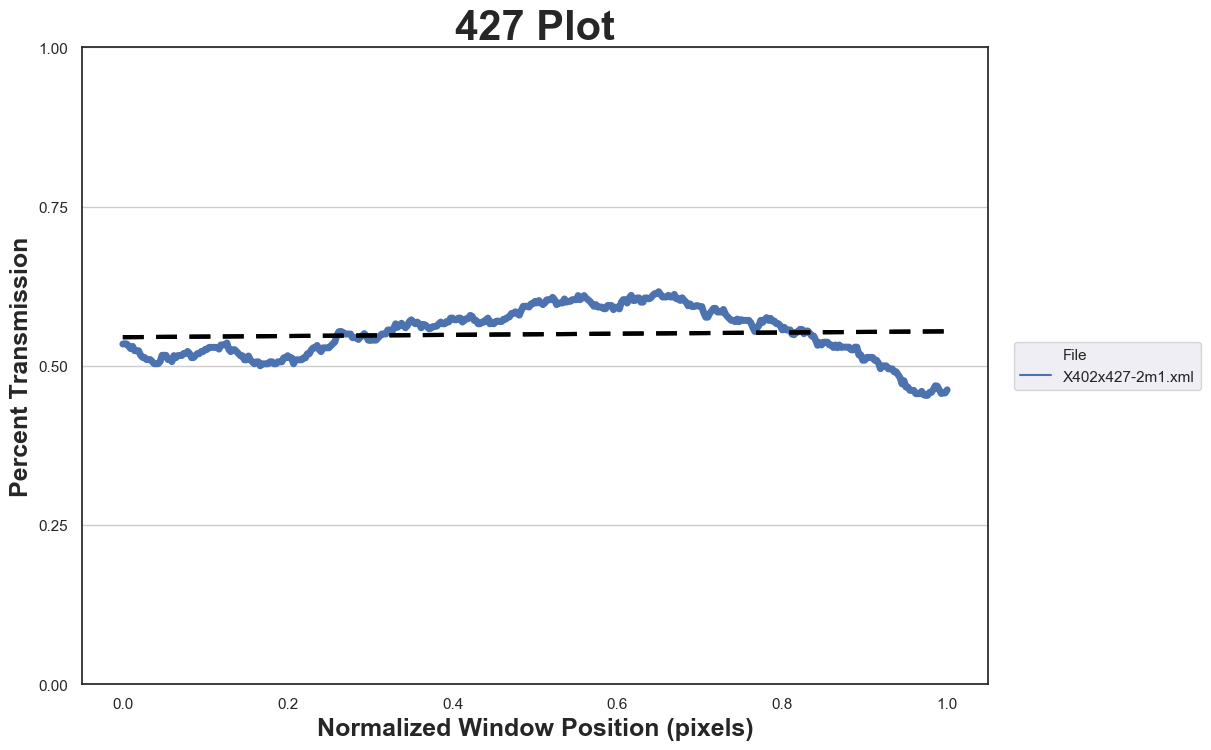 427 Plot
1.00
0.75
0.50
0.25
0.00
Percent Transmission
0.0 0.2 0.4 0.6 0.8 1.0
Normalized Window Position (pixels)
File
X402x427-2m1.xml